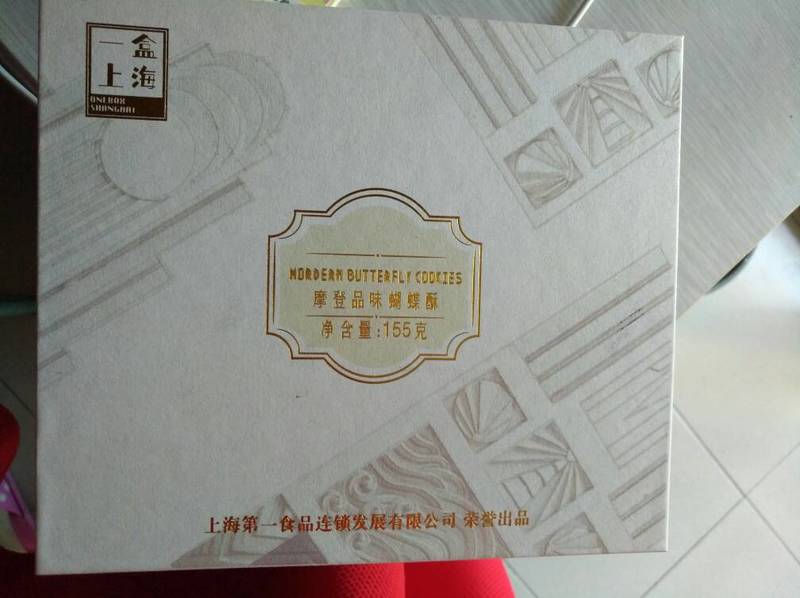 一盒
上海
ONEBOX
SHANGHAI
MORDERN BUTTERFLY COOKIES
摩登品味蝴蝶酥
净含量:155克
上海第一食品连锁发展有限公司 荣誉出品